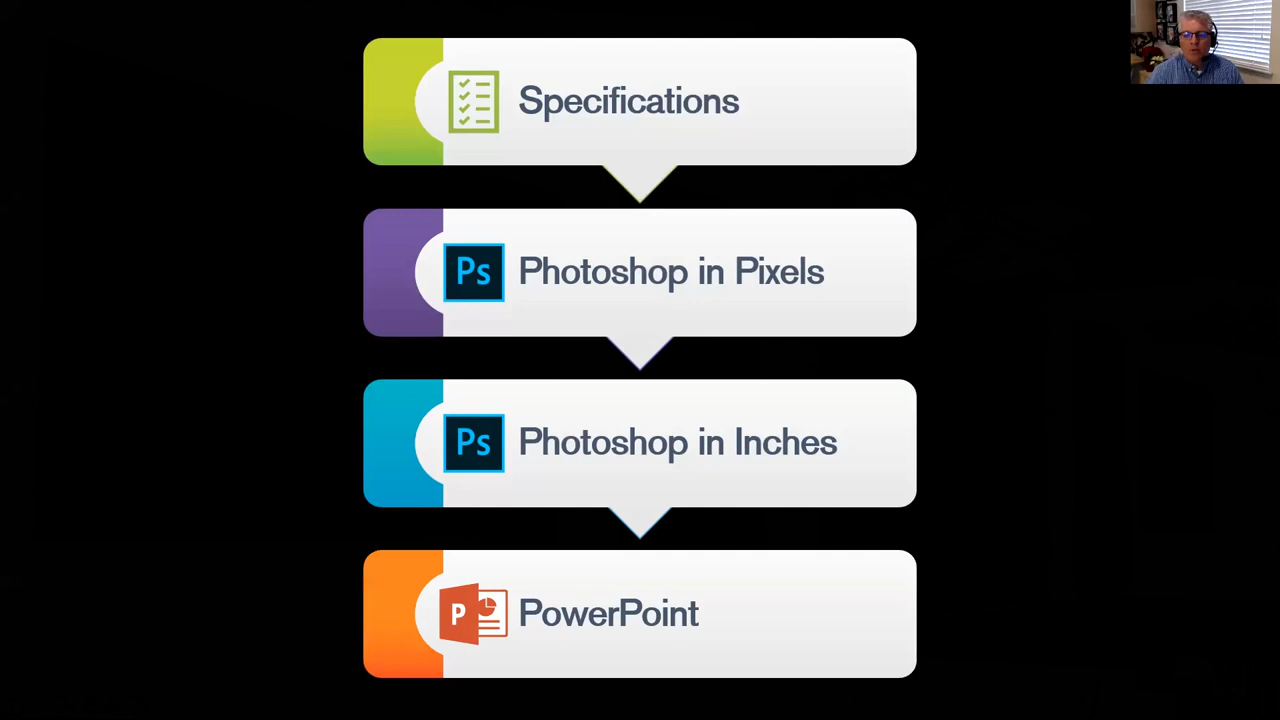 Specifications
Ps Photoshop in Pixels
Ps Photoshop in Inches
P PowerPoint